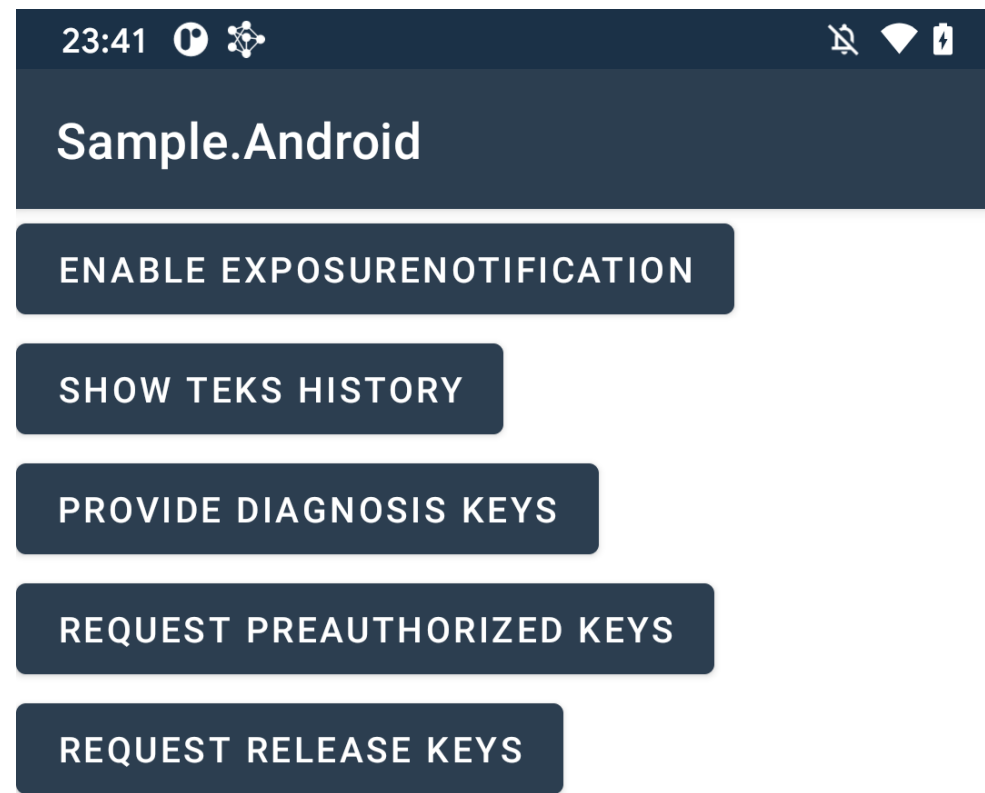 23:41
Sample.Android
ENABLE EXPOSURENOTIFICATION
SHOW TEKS HISTORY
PROVIDE DIAGNOSIS KEYS
REQUEST PREAUTHORIZED KEYS
REQUEST RELEASE KEYS